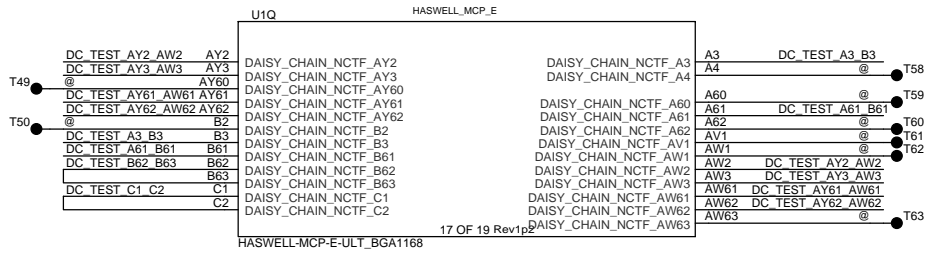 U1Q HASWELL_MCP_E
DC_TEST_AY2_AW2 AY2 DAISY_CHAIN_NCTF_AY2
DC_TEST_AY3_AW3 AY3 DAISY_CHAIN_NCTF_AY3
T49 @ AY60 DAISY_CHAIN_NCTF_AY60
DC_TEST_AY61_AW61 AY61 DAISY_CHAIN_NCTF_AY61
DC_TEST_AY62_AW62 AY62 DAISY_CHAIN_NCTF_AY62
T50 @ B2 DAISY_CHAIN_NCTF_B2
DC_TEST_A3_B3 B3 DAISY_CHAIN_NCTF_B3
DC_TEST_A61_B61 B61 DAISY_CHAIN_NCTF_B61
DC_TEST_B62_B63 B62 DAISY_CHAIN_NCTF_B62
B63 DAISY_CHAIN_NCTF_B63
DC_TEST_C1_C2 C1 DAISY_CHAIN_NCTF_C1
C2 DAISY_CHAIN_NCTF_C2
DAISY_CHAIN_NCTF_A3 A3 DC_TEST_A3_B3
DAISY_CHAIN_NCTF_A4 A4 @ T58
DAISY_CHAIN_NCTF_A60 A60 @ T59
DAISY_CHAIN_NCTF_A61 A61 DC_TEST_A61_B61
DAISY_CHAIN_NCTF_A62 A62 @ T60
DAISY_CHAIN_NCTF_AV1 AV1 @ T61
DAISY_CHAIN_NCTF_AW1 AW1 @ T62
DAISY_CHAIN_NCTF_AW2 AW2 DC_TEST_AY2_AW2
DAISY_CHAIN_NCTF_AW3 AW3 DC_TEST_AY3_AW3
DAISY_CHAIN_NCTF_AW61 AW61 DC_TEST_AY61_AW61
DAISY_CHAIN_NCTF_AW62 AW62 DC_TEST_AY62_AW62
DAISY_CHAIN_NCTF_AW63 AW63 @ T63
17 OF 19 Rev1p2
HASWELL-MCP-E-ULT_BGA1168